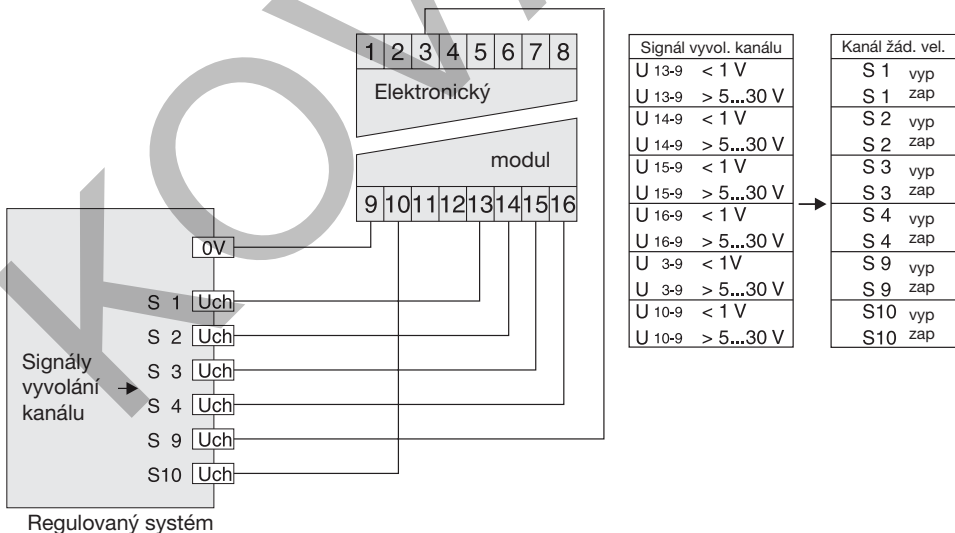 1 2 3 4 5 6 7 8
Elektronický
modul
9 10 11 12 13 14 15 16
0V
S 1 Uch
S 2 Uch
S 3 Uch
S 4 Uch
S 9 Uch
S10 Uch
Signály
vyvolání
kanálu
Regulovaný systém
Signál vyvol. kanálu
U 13-9 < 1 V
U 13-9 > 5...30 V
U 14-9 < 1 V
U 14-9 > 5...30 V
U 15-9 < 1 V
U 15-9 > 5...30 V
U 16-9 < 1 V
U 16-9 > 5...30 V
U 3-9 < 1V
U 3-9 > 5...30 V
U 10-9 < 1 V
U 10-9 > 5...30 V
Kanál žád. vel.
S 1 vyp
S 1 zap
S 2 vyp
S 2 zap
S 3 vyp
S 3 zap
S 4 vyp
S 4 zap
S 9 vyp
S 9 zap
S10 vyp
S10 zap